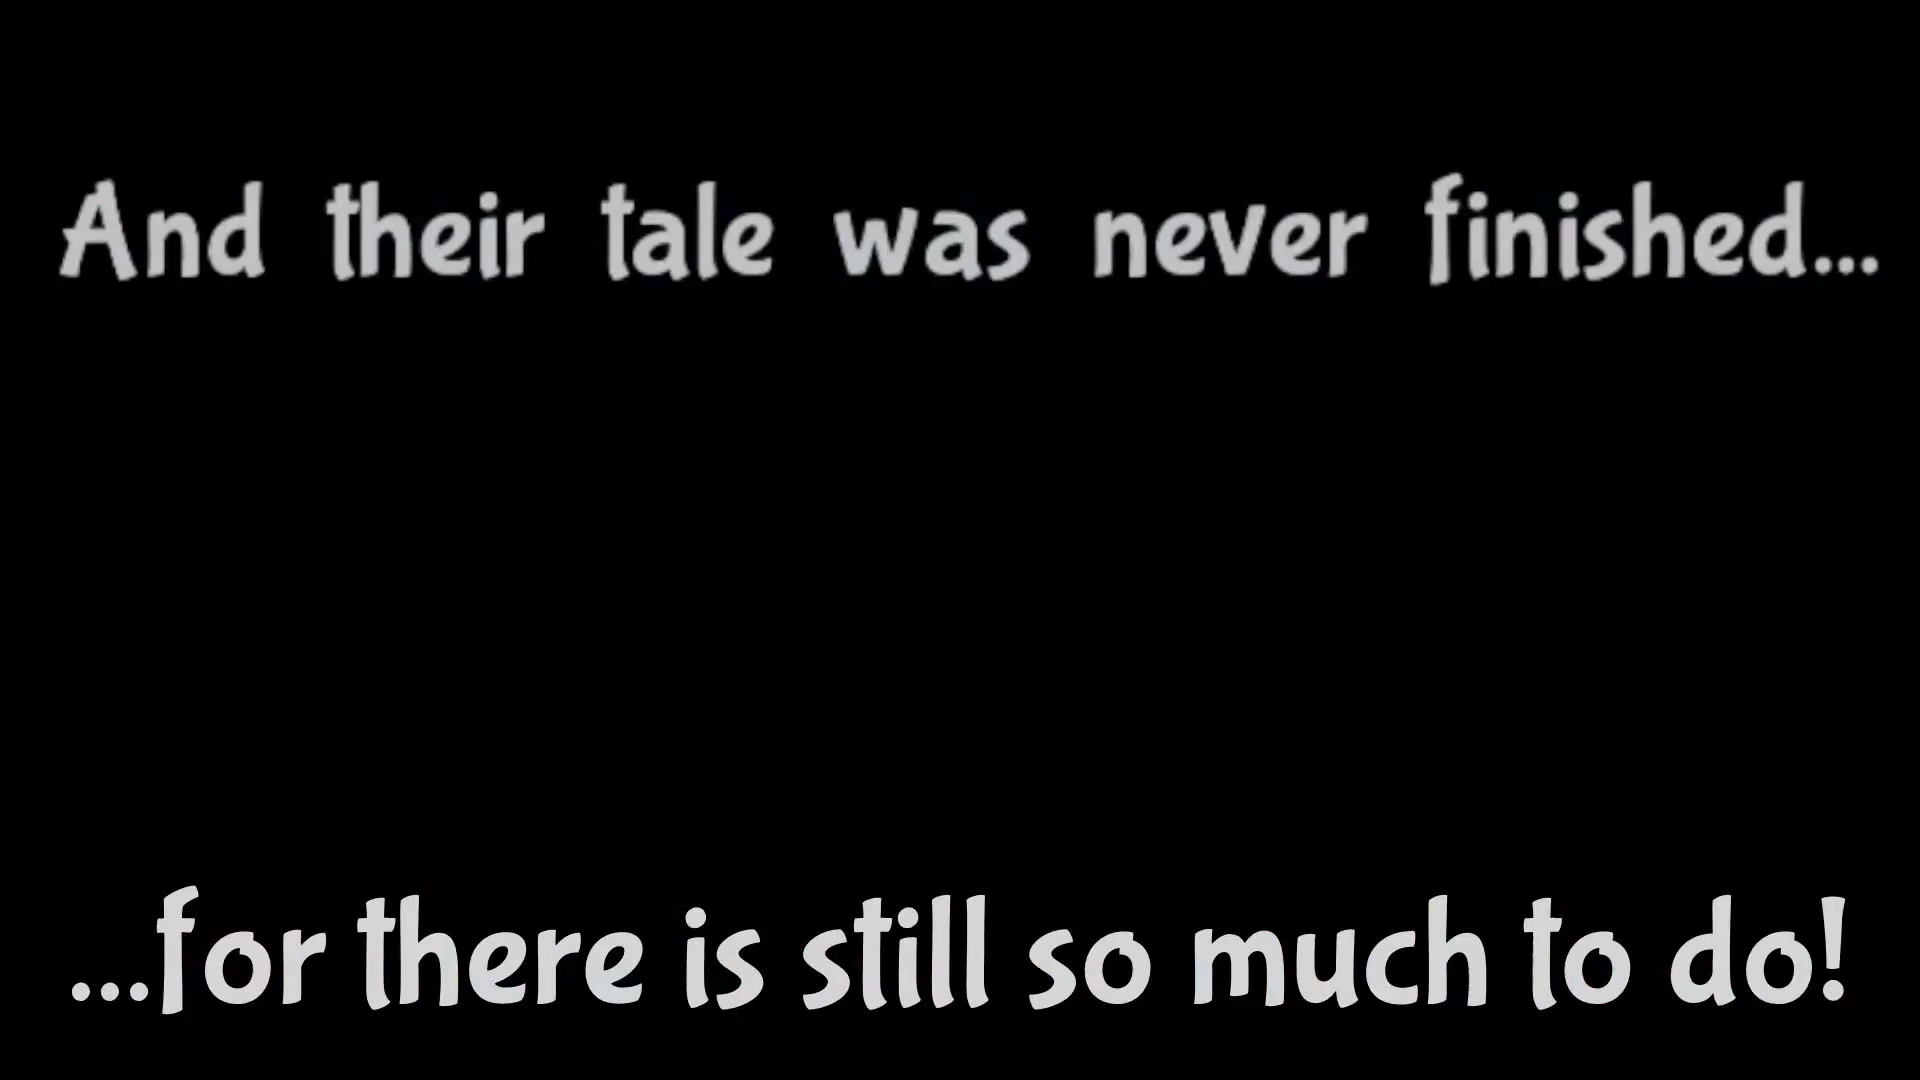 And their tale was never finished...
...for there is still so much to do!